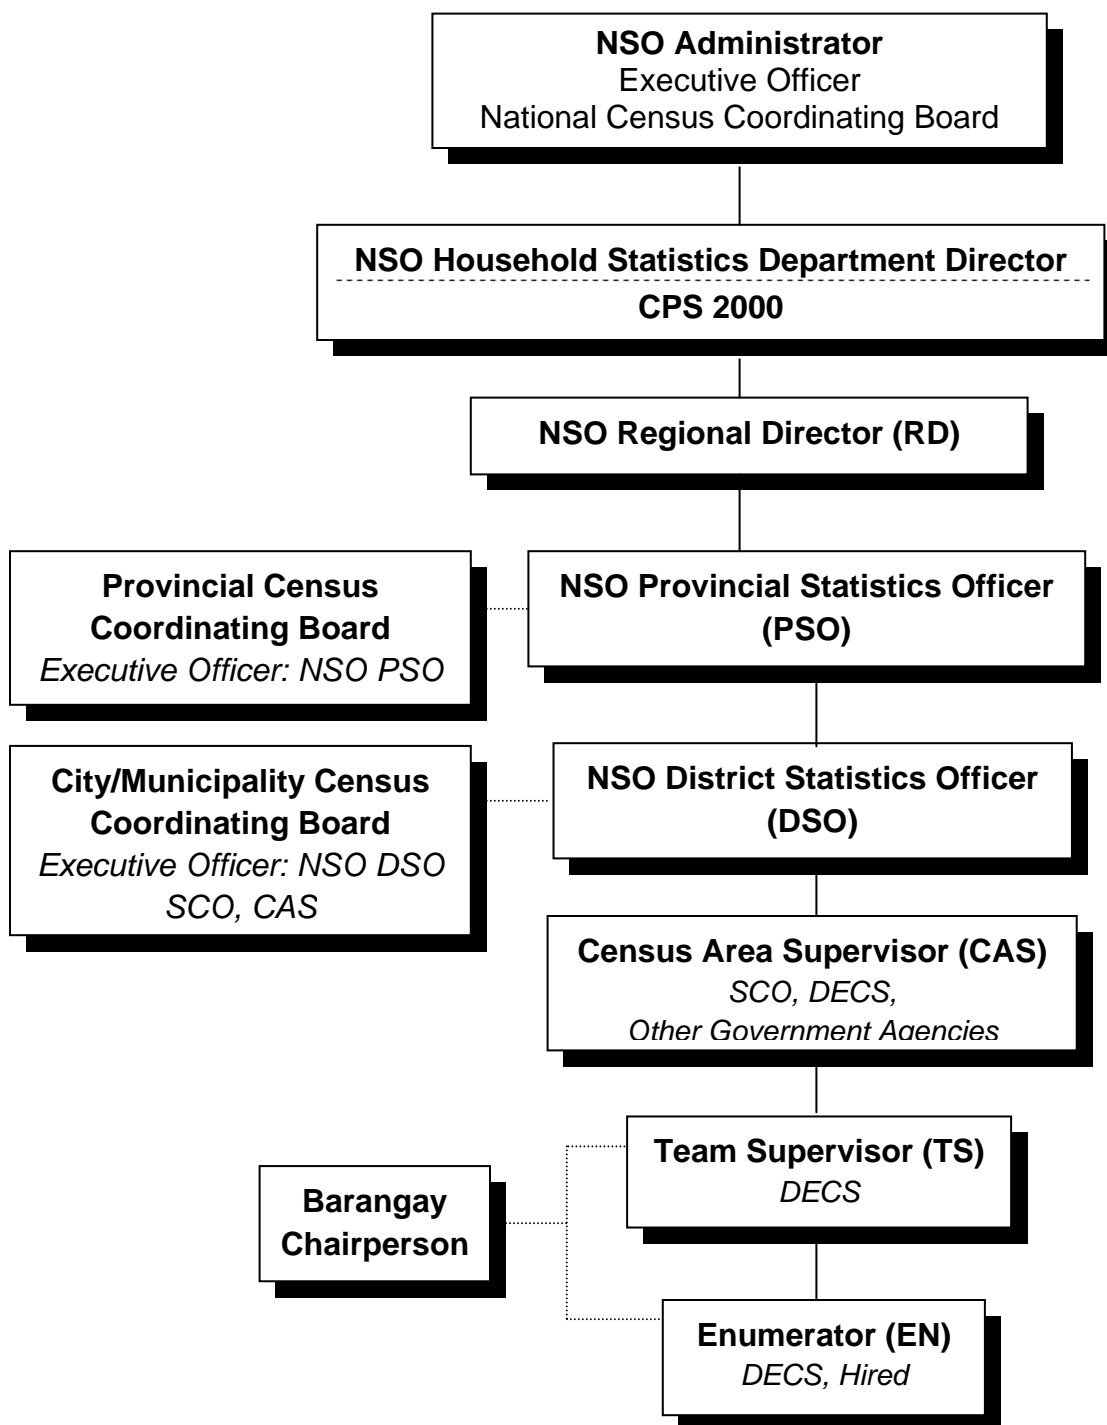 NSO Administrator
Executive Officer
National Census Coordinating Board
NSO Household Statistics Department Director
CPS 2000
NSO Regional Director (RD)
Provincial Census
Coordinating Board
Executive Officer: NSO PSO
NSO Provincial Statistics Officer
(PSO)
City/Municipality Census
Coordinating Board
Executive Officer: NSO DSO
SCO, CAS
NSO District Statistics Officer
(DSO)
Census Area Supervisor (CAS)
SCO, DECS,
Other Government Agencies
Team Supervisor (TS)
DECS
Barangay
Chairperson
Enumerator (EN)
DECS, Hired